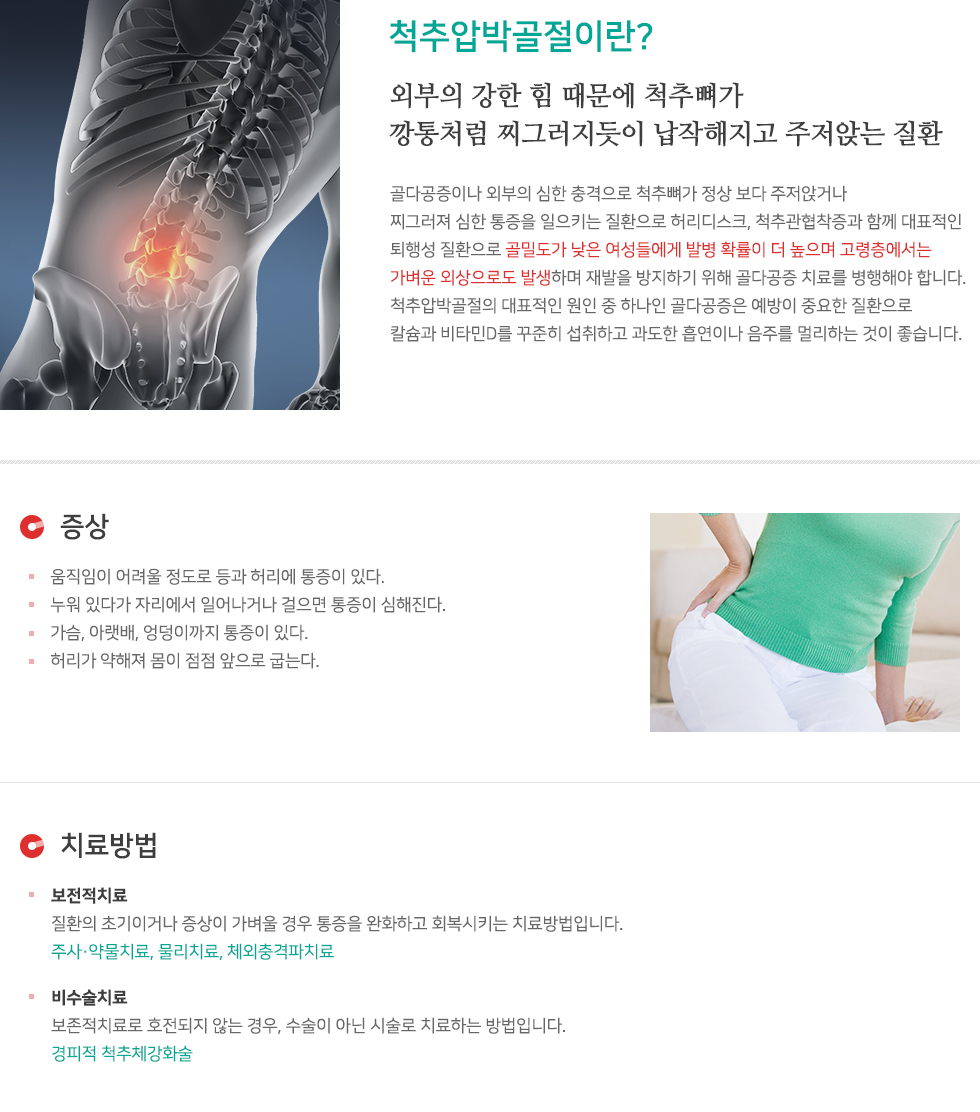 척추압박골절이란?
외부의 강한 힘 때문에 척추뼈가
깡통처럼 찌그러지듯이 납작해지고 주저앉는 질환
골다공증이나 외부의 심한 충격으로 척추뼈가 정상 보다 주저앉거나
찌그러져 심한 통증을 일으키는 질환으로 허리디스크, 척추관협착증과 함께 대표적인
퇴행성 질환으로 골밀도가 낮은 여성들에게 발병 확률이 더 높으며 고령층에서는
가벼운 외상으로도 발생하며 재발을 방지하기 위해 골다공증 치료를 병행해야 합니다.
척추압박골절의 대표적인 원인 중 하나인 골다공증은 예방이 중요한 질환으로
칼슘과 비타민D를 꾸준히 섭취하고 과도한 흡연이나 음주를 멀리하는 것이 좋습니다.
증상
움직임이 어려울 정도로 등과 허리에 통증이 있다.
누워 있다가 자리에서 일어나거나 걸으면 통증이 심해진다.
가슴, 아랫배, 엉덩이까지 통증이 있다.
허리가 약해져 몸이 점점 앞으로 굽는다.
치료방법
보전적치료
질환의 초기이거나 증상이 가벼울 경우 통증을 완화하고 회복시키는 치료방법입니다.
주사·약물치료, 물리치료, 체외충격파치료
비수술치료
보존적치료로 호전되지 않는 경우, 수술이 아닌 시술로 치료하는 방법입니다.
경피적 척추체강화술